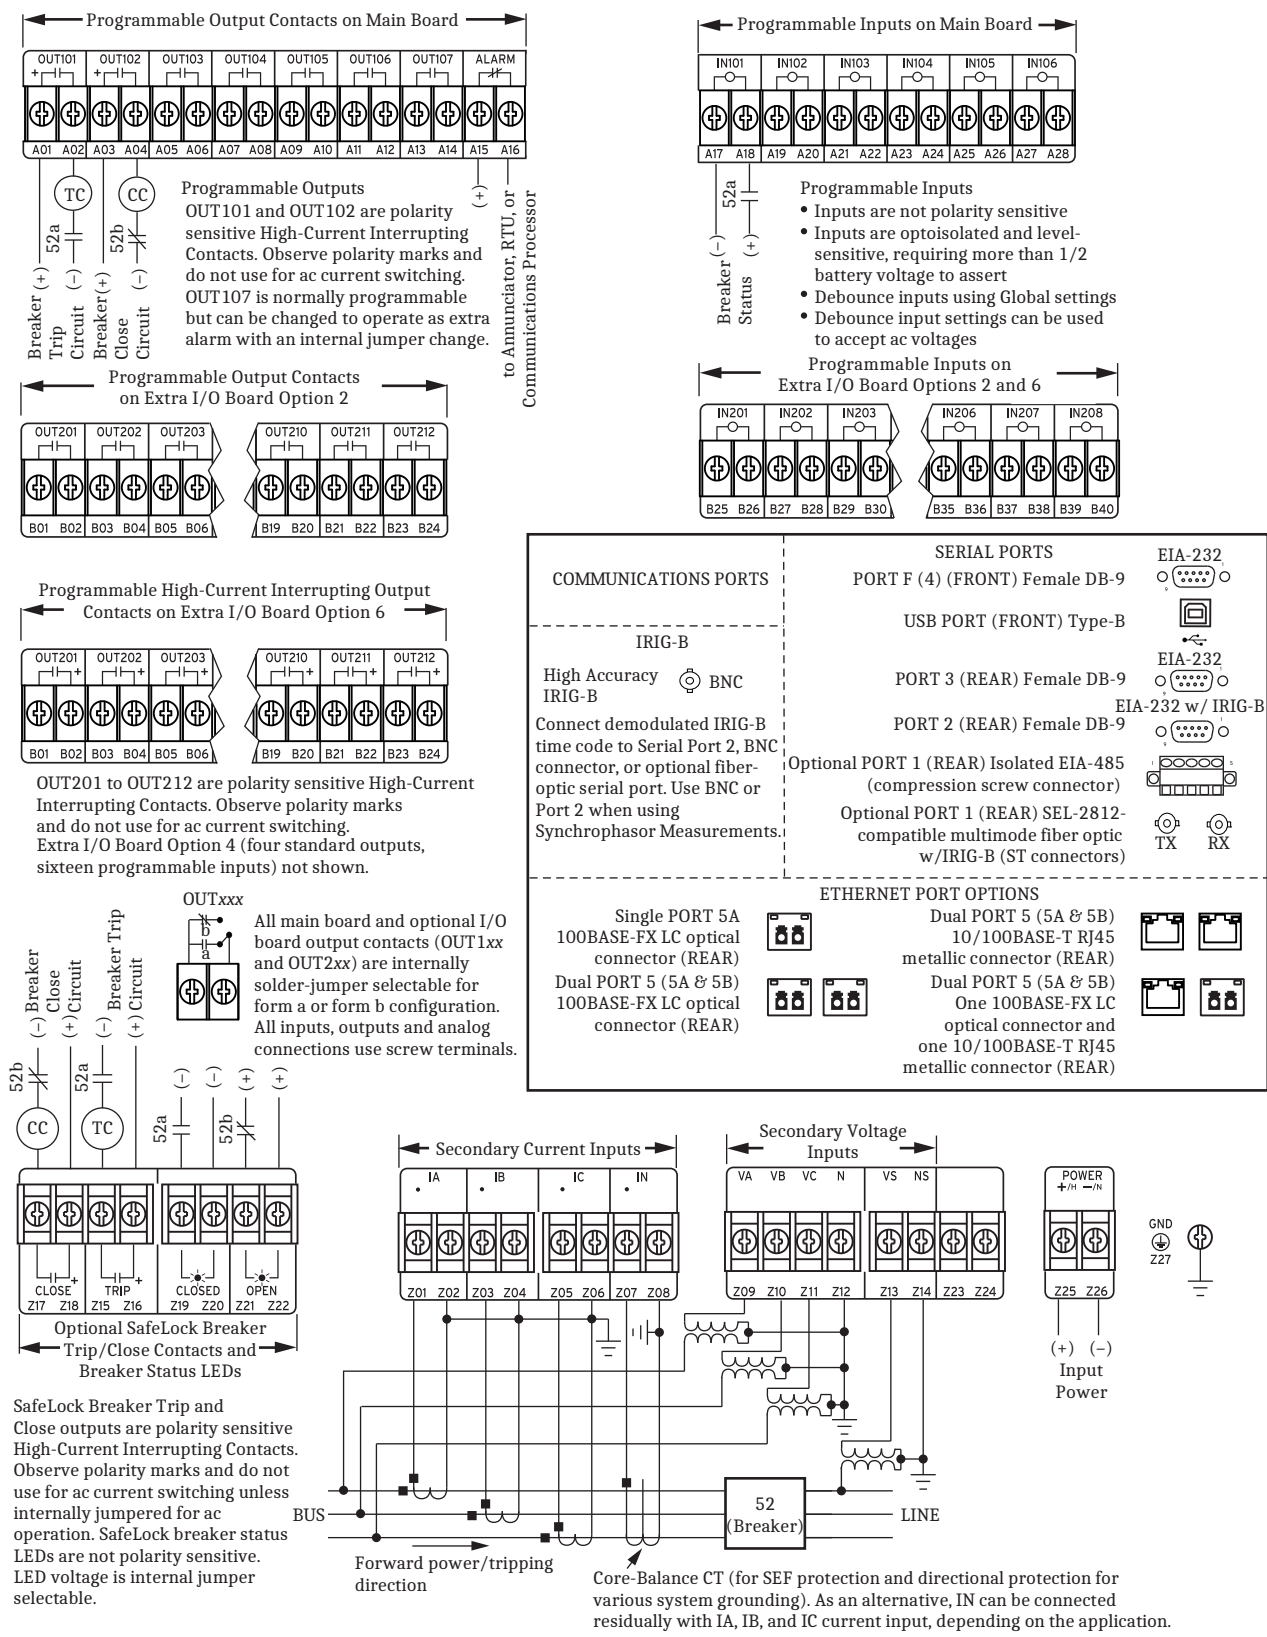 Programmable Output Contacts on Main Board
OUT101 OUT102 OUT103 OUT104 OUT105 OUT106 OUT107 ALARM
+ +
A01 A02 A03 A04 A05 A06 A07 A08 A09 A10 A11 A12 A13 A14 A15 A16
TC CC
52a 52b
Breaker (+)
Trip
Circuit (−)
Breaker(+)
Close
Circuit (−)
Programmable Outputs
OUT101 and OUT102 are polarity
sensitive High-Current Interrupting
Contacts. Observe polarity marks and
do not use for ac current switching.
OUT107 is normally programmable
but can be changed to operate as extra
alarm with an internal jumper change.
(+)
to Annunciator, RTU, or
Communications Processor
Programmable Inputs on Main Board
IN101 IN102 IN103 IN104 IN105 IN106
A17 A18 A19 A20 A21 A22 A23 A24 A25 A26 A27 A28
52a
Breaker (−)
Status (+)
Programmable Inputs
• Inputs are not polarity sensitive
• Inputs are optoisolated and level-
sensitive, requiring more than 1/2
battery voltage to assert
• Debounce inputs using Global settings
• Debounce input settings can be used
to accept ac voltages
Programmable Output Contacts
on Extra I/O Board Option 2
OUT201 OUT202 OUT203 OUT210 OUT211 OUT212
B01 B02 B03 B04 B05 B06 B19 B20 B21 B22 B23 B24
Programmable Inputs on
Extra I/O Board Options 2 and 6
IN201 IN202 IN203 IN206 IN207 IN208
B25 B26 B27 B28 B29 B30 B35 B36 B37 B38 B39 B40
Programmable High-Current Interrupting Output
Contacts on Extra I/O Board Option 6
OUT201 OUT202 OUT203 OUT210 OUT211 OUT212
+ + + + +
B01 B02 B03 B04 B05 B06 B19 B20 B21 B22 B23 B24
OUT201 to OUT212 are polarity sensitive High-Current
Interrupting Contacts. Observe polarity marks
and do not use for ac current switching.
Extra I/O Board Option 4 (four standard outputs,
sixteen programmable inputs) not shown.
COMMUNICATIONS PORTS
IRIG-B
High Accuracy
IRIG-B
BNC
Connect demodulated IRIG-B
time code to Serial Port 2, BNC
connector, or optional fiber-
optic serial port. Use BNC or
Port 2 when using
Synchrophasor Measurements.
SERIAL PORTS
PORT F (4) (FRONT) Female DB-9
EIA-232
9 1
USB PORT (FRONT) Type-B
PORT 3 (REAR) Female DB-9
EIA-232
9 1
PORT 2 (REAR) Female DB-9
EIA-232 w/ IRIG-B
9 1
Optional PORT 1 (REAR) Isolated EIA-485
(compression screw connector)
1 5
Optional PORT 1 (REAR) SEL-2812-
compatible multimode fiber optic
w/IRIG-B (ST connectors)
TX RX
ETHERNET PORT OPTIONS
Single PORT 5A
100BASE-FX LC optical
connector (REAR)
Dual PORT 5 (5A & 5B)
100BASE-FX LC optical
connector (REAR)
Dual PORT 5 (5A & 5B)
10/100BASE-T RJ45
metallic connector (REAR)
Dual PORT 5 (5A & 5B)
One 100BASE-FX LC
optical connector and
one 10/100BASE-T RJ45
metallic connector (REAR)
OUTxxx
b
a
All main board and optional I/O
board output contacts (OUT1xx
and OUT2xx) are internally
solder-jumper selectable for
form a or form b configuration.
All inputs, outputs and analog
connections use screw terminals.
(−) Breaker
Close
(+)Circuit
(−) Breaker Trip
(+) Circuit
52b 52a
CC TC
52a 52b
(−) (−) (+) (+)
CLOSE + TRIP + CLOSED OPEN
Z17 Z18 Z15 Z16 Z19 Z20 Z21 Z22
Optional SafeLock Breaker
Trip/Close Contacts and
Breaker Status LEDs
SafeLock Breaker Trip and
Close outputs are polarity sensitive
High-Current Interrupting Contacts.
Observe polarity marks and do not
use for ac current switching unless
internally jumpered for ac
operation. SafeLock breaker status
LEDs are not polarity sensitive.
LED voltage is internal jumper
selectable.
Secondary Current Inputs
IA IB IC IN
Z01 Z02 Z03 Z04 Z05 Z06 Z07 Z08
Secondary Voltage
Inputs
VA VB VC N VS NS
Z09 Z10 Z11 Z12 Z13 Z14 Z23 Z24
POWER
+/H −/N
Z25 Z26
(+) (−)
Input
Power
GND
Z27
BUS
52
(Breaker)
LINE
Forward power/tripping
direction
Core-Balance CT (for SEF protection and directional protection for
various system grounding). As an alternative, IN can be connected
residually with IA, IB, and IC current input, depending on the application.